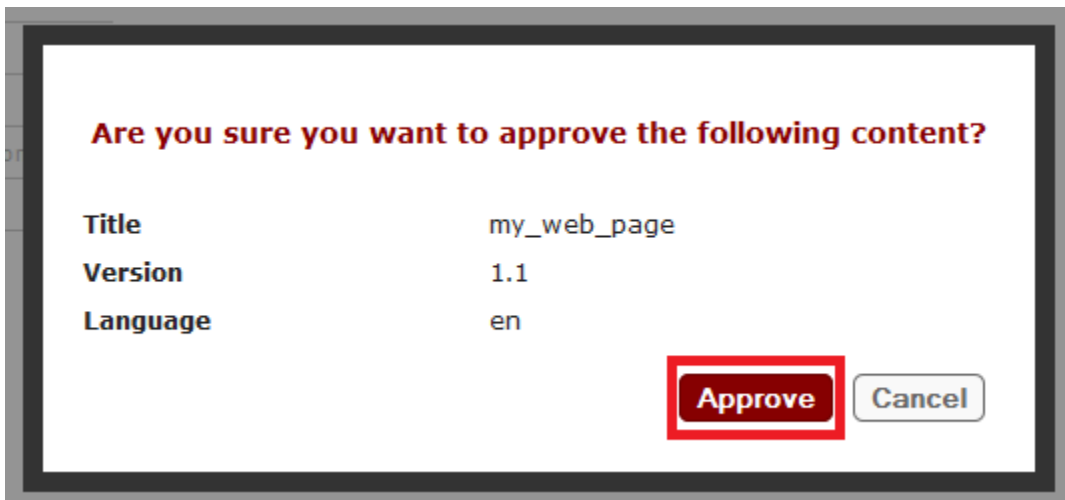 Are you sure you want to approve the following content?
Title my_web_page
Version 1.1
Language en
Approve Cancel